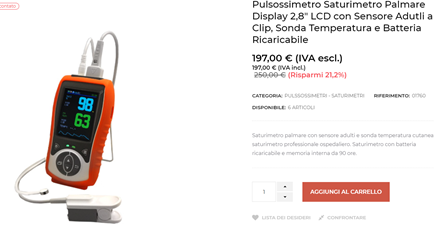 contato
Pulsossimetro Saturimetro Palmare
Display 2,8" LCD con Sensore Adutli a
Clip, Sonda Temperatura e Batteria
Ricaricabile
197,00 € (IVA escl.)
197,00 € (IVA incl.)
250,00 € (Risparmi 21,2%)
CATEGORIA: PULSOSSIMETRI - SATURIMETRI RIFERIMENTO: 01760
DISPONIBILE: 6 ARTICOLI
Saturimetro palmare con sensore adulti e sonda temperatura cutanea
saturimetro professionale ospedaliero. Saturimetro con batteria
ricaricabile e memoria interna da 90 ore.
98
63
1
AGGIUNGI AL CARRELLO
LISTA DEI DESIDERI
CONFRONTARE